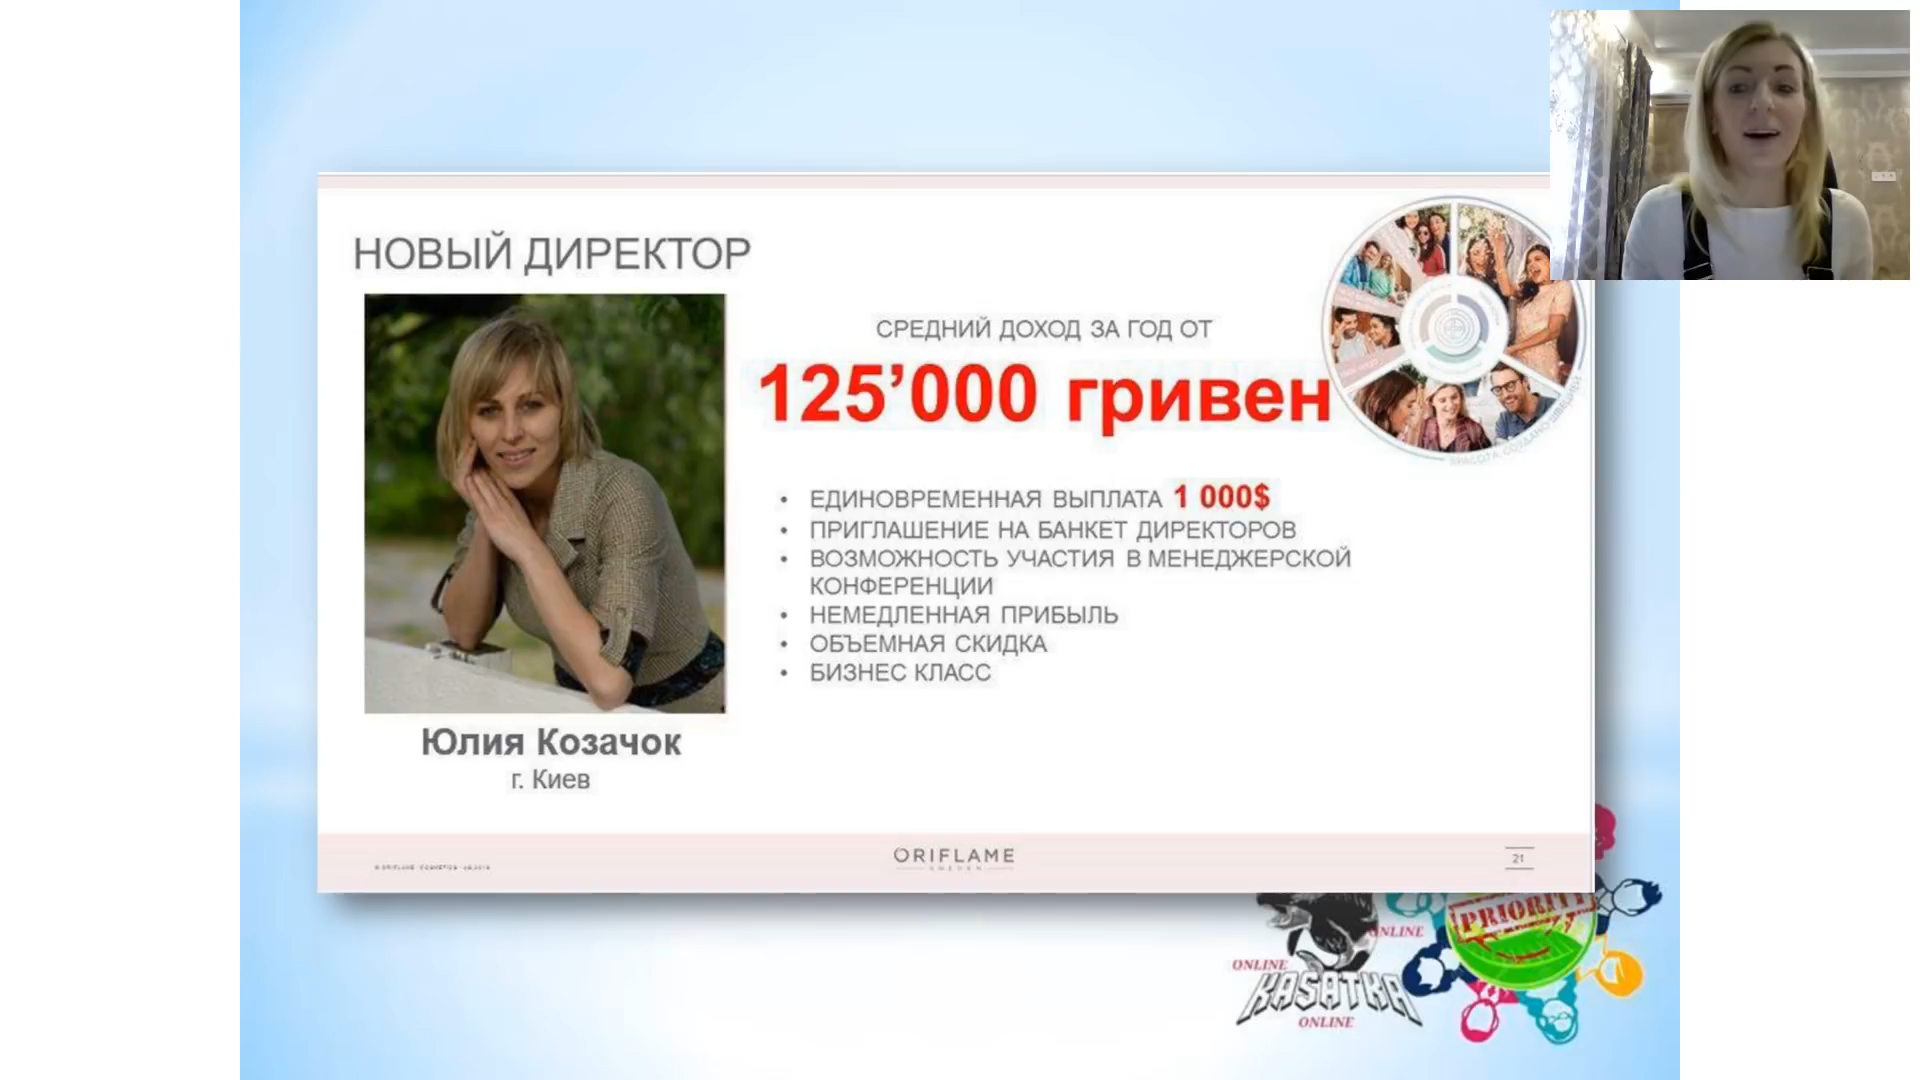 НОВЫЙ ДИРЕКТОР
СРЕДНИЙ ДОХОД ЗА ГОД ОТ
125’000 гривен
• ЕДИНОВРЕМЕННАЯ ВЫПЛАТА 1 000$
• ПРИГЛАШЕНИЕ НА БАНКЕТ ДИРЕКТОРОВ
• ВОЗМОЖНОСТЬ УЧАСТИЯ В МЕНЕДЖЕРСКОЙ
КОНФЕРЕНЦИИ
• НЕМЕДЛЕННАЯ ПРИБЫЛЬ
• ОБЪЕМНАЯ СКИДКА
• БИЗНЕС КЛАСС
Юлия Козачок
г. Киев
ORIFLAME
SWEDEN
21
PRIORITY
ONLINE
ONLINE
KASATKA
ONLINE